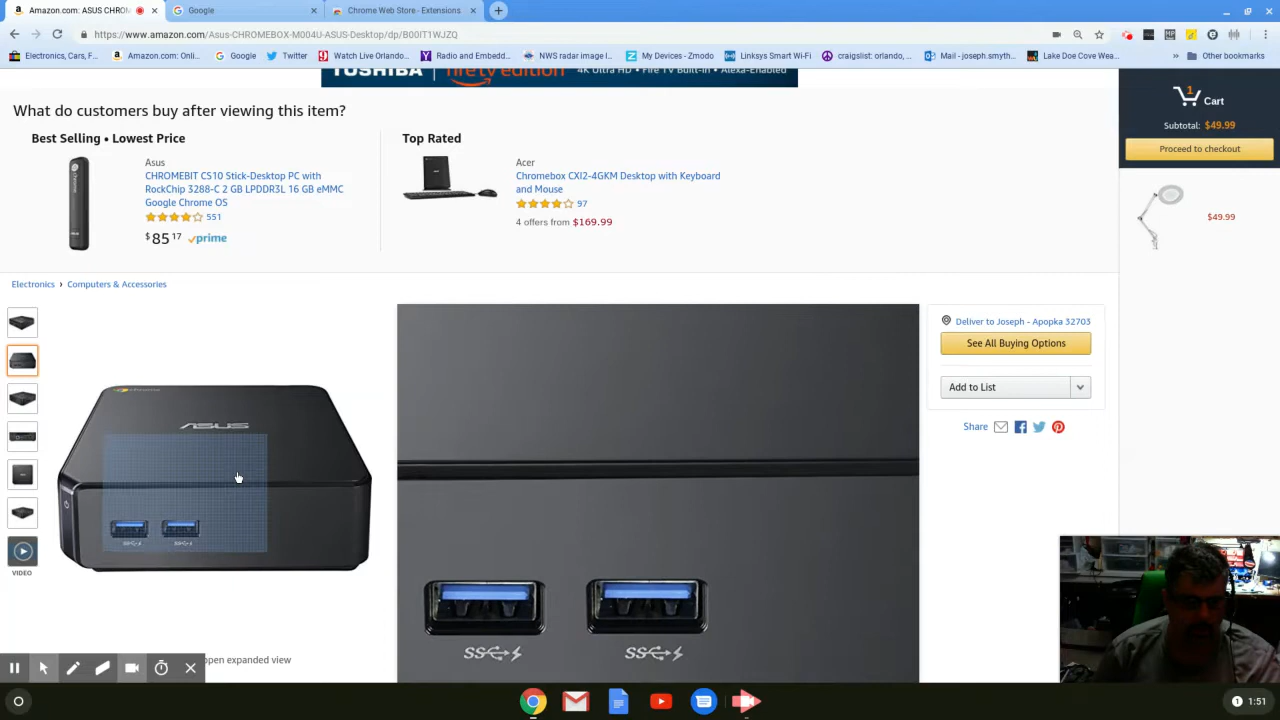 Amazon.com: ASUS CHROM
Google
Chrome Web Store - Extensions
https://www.amazon.com/Asus-CHROMEBOX-M004U-ASUS-Desktop/dp/B00IT1WJZQ
Electronics, Cars, F...
Amazon.com: Onli...
Google
Twitter
Watch Live Orlando...
Radio and Embedd...
NWS radar image l...
My Devices - Zmodo
Linksys Smart Wi-Fi
craigslist: orlando, ...
Mail - joseph.smyth...
Lake Doe Cove Wea...
»
Other bookmarks
TOSHIBA | fire tv edition
4K Ultra HD • Fire TV Built-in • Alexa-Enabled
1
Cart
Subtotal: $49.99
Proceed to checkout
$49.99
What do customers buy after viewing this item?
Best Selling • Lowest Price
Asus
CHROMEBIT CS10 Stick-Desktop PC with
RockChip 3288-C 2 GB LPDDR3L 16 GB eMMC
Google Chrome OS
551
$85 17 prime
Top Rated
Acer
Chromebox CXI2-4GKM Desktop with Keyboard
and Mouse
97
4 offers from $169.99
Electronics › Computers & Accessories
VIDEO
chrome
ASUS
open expanded view
Deliver to Joseph - Apopka 32703
See All Buying Options
Add to List
Share
1 1:51